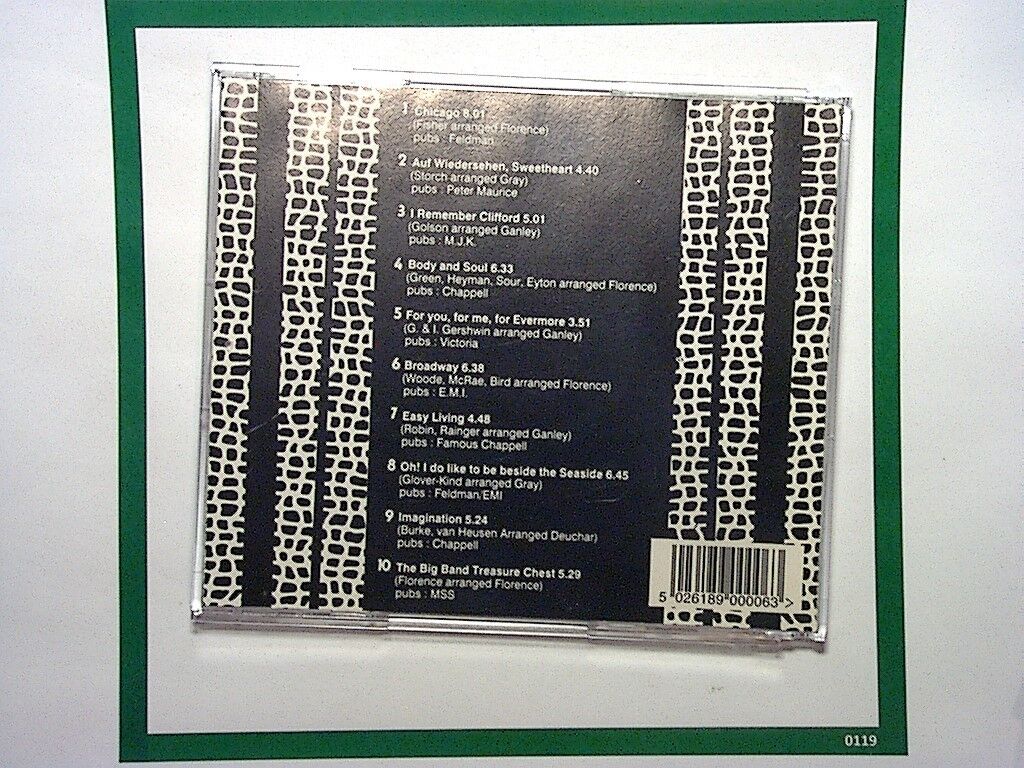 1 Chicago 6.01
(Fisher arranged Florence)
pubs : Feldman
2 Auf Wiedersehen, Sweetheart 4.40
(Storch arranged Gray)
pubs : Peter Maurice
3 I Remember Clifford 5.01
(Golson arranged Ganley)
pubs : M.J.K.
4 Body and Soul 6.33
(Green, Heyman, Sour, Eyton arranged Florence)
pubs : Chappell
5 For you, for me, for Evermore 3.51
(G. & I. Gershwin arranged Ganley)
pubs : Victoria
6 Broadway 6.38
(Woode, McRae, Bird arranged Florence)
pubs : E.M.I.
7 Easy Living 4.48
(Robin, Rainger arranged Ganley)
pubs : Famous Chappell
8 Oh! I do like to be beside the Seaside 6.45
(Glover-Kind arranged Gray)
pubs : Feldman/EMI
9 Imagination 5.24
(Burke, van Heusen Arranged Deuchar)
pubs : Chappell
10 The Big Band Treasure Chest 5.29
(Florence arranged Florence)
pubs : MSS
5 026189 000063 >
0119